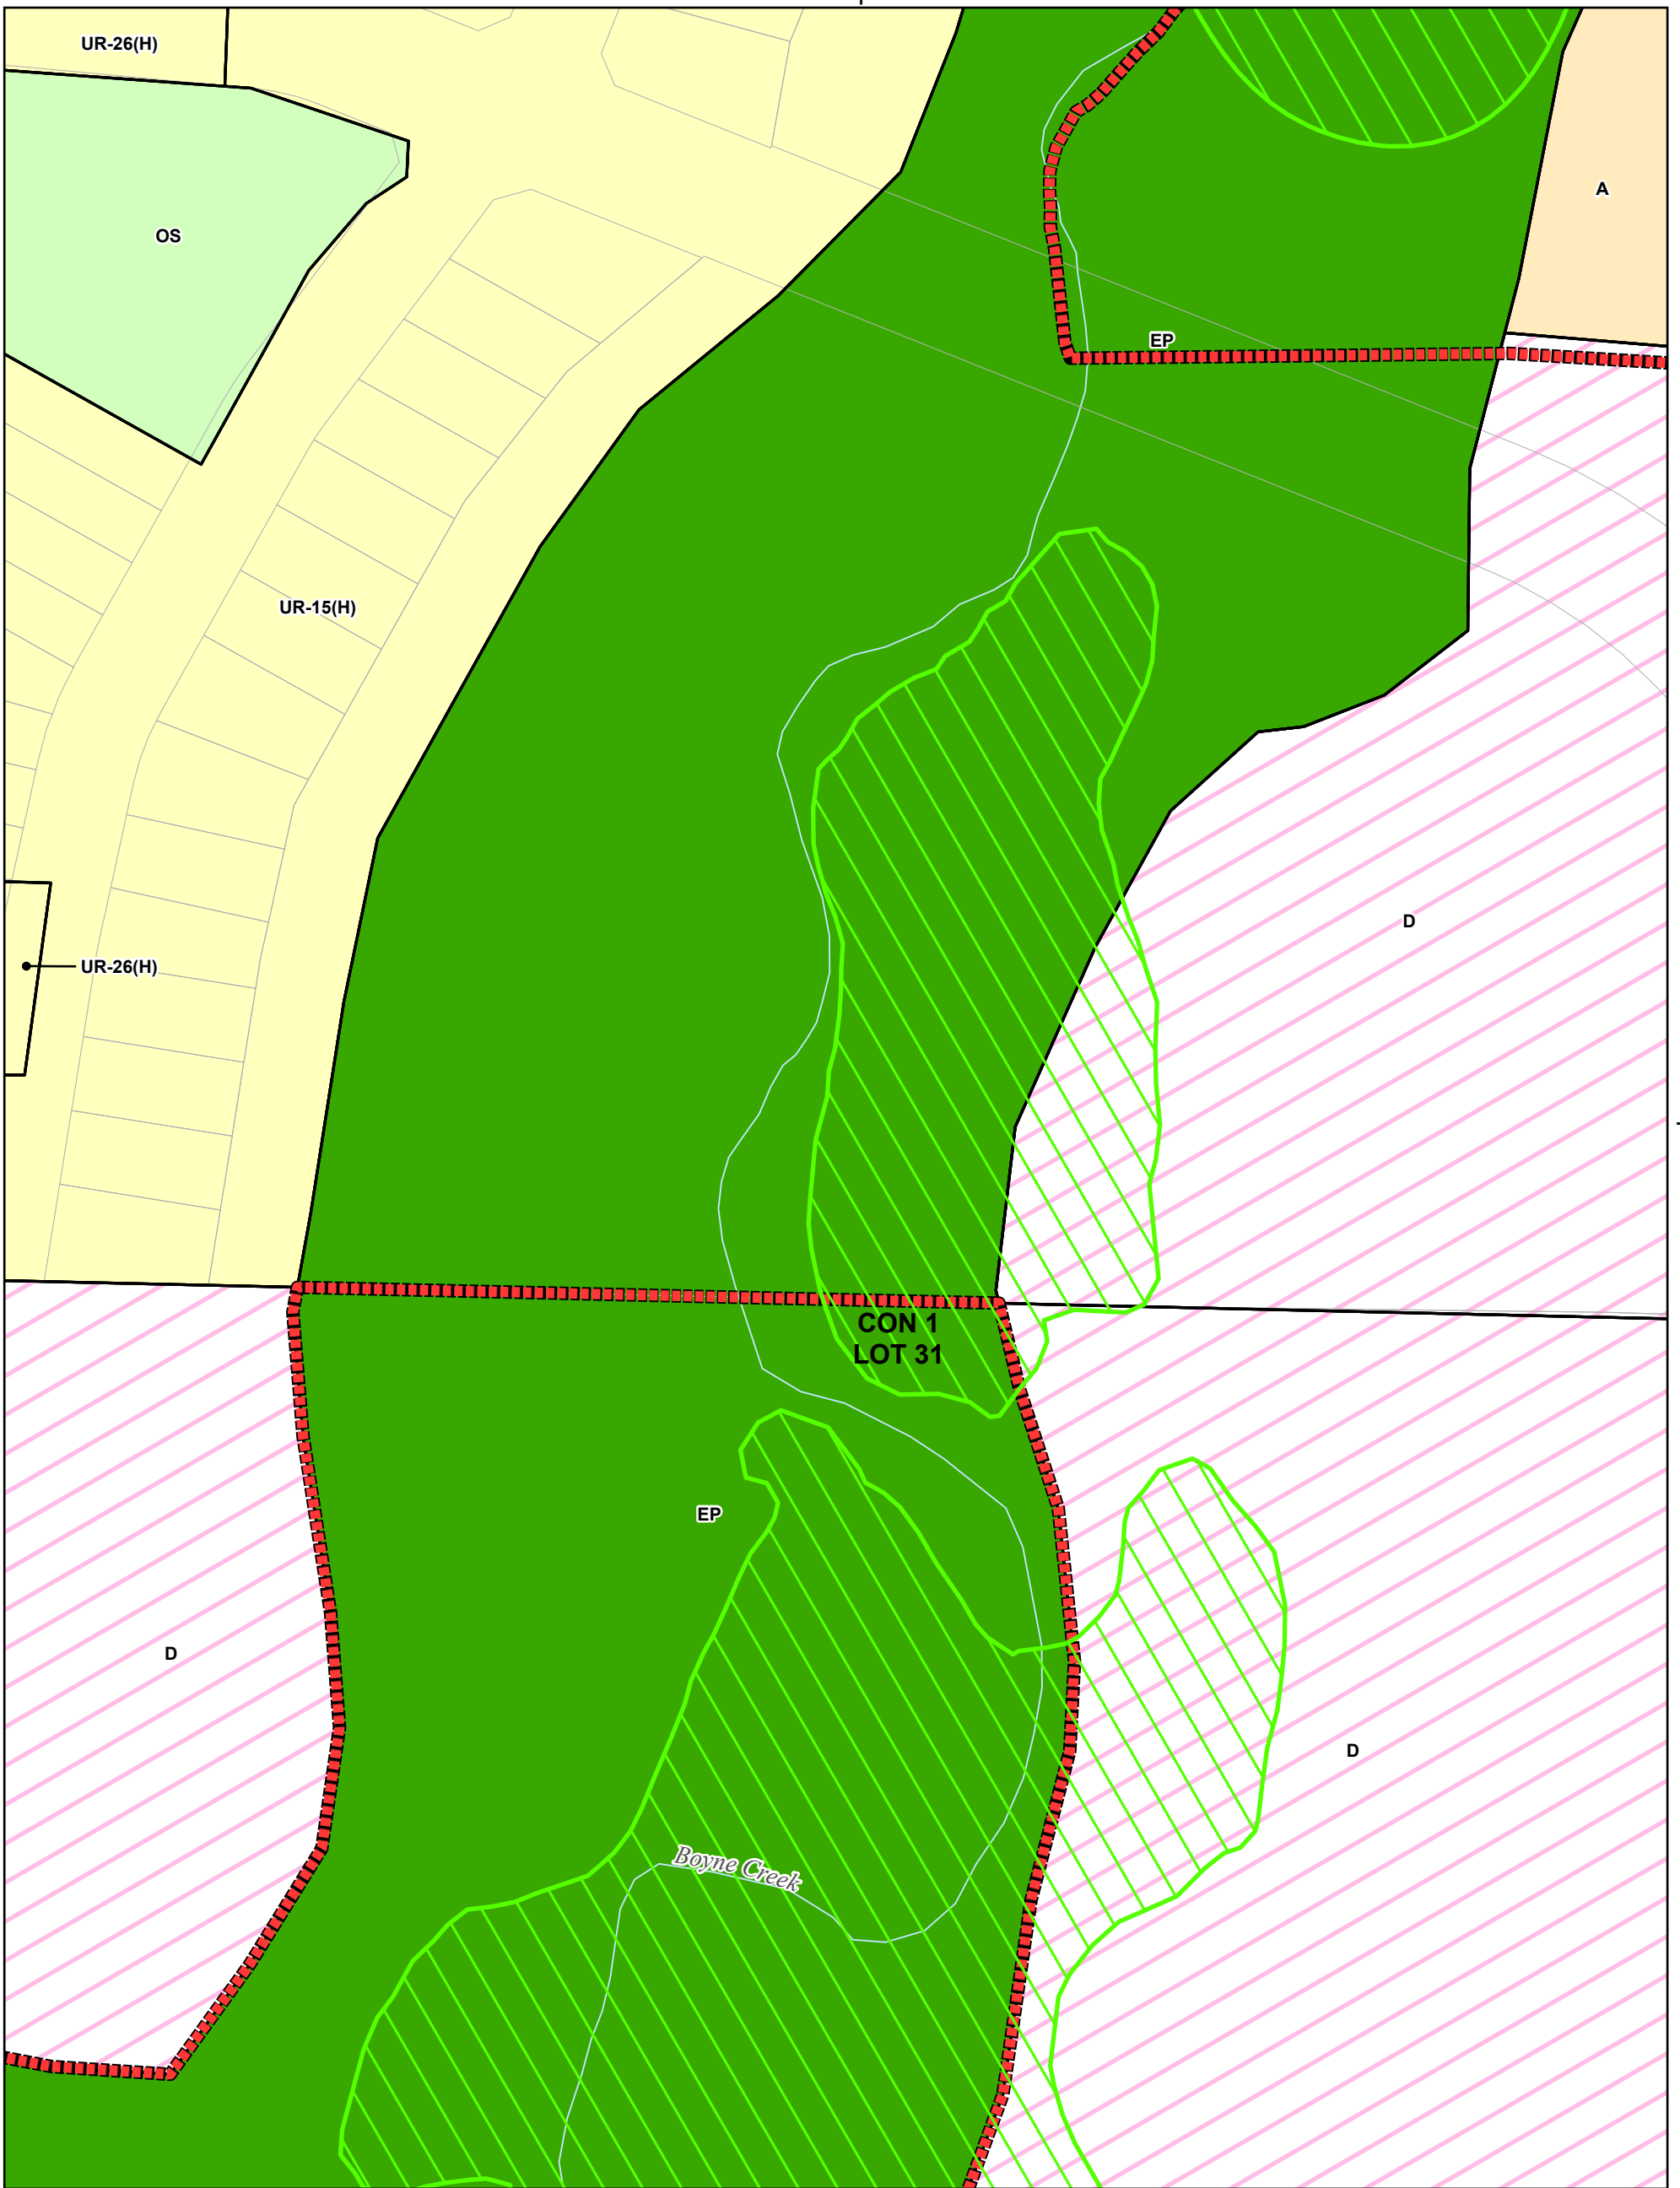 UR-26(H)
A
OS
EP
UR-15(H)
D
UR-26(H)
CON 1
LOT 31
EP
D
D
Boyne Creek